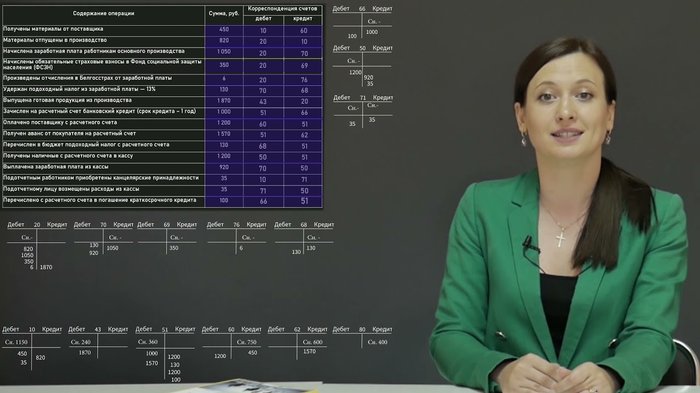 Содержание операции Сумма, руб. Корреспонденция счетов
дебет кредит
Получены материалы от поставщика 450 10 60
Материалы отпущены в производство 820 20 10
Начислена заработная плата работникам основного производства 1 050 20 70
Начислены обязательные страховые взносы в Фонд социальной защиты
населения (ФСЗН) 350 20 69
Произведены отчисления в Белгосстрах от заработной платы 6 20 76
Удержан подоходный налог из заработной платы — 13% 130 70 68
Выпущена готовая продукция из производства 1 870 43 20
Зачислен на расчетный счет банковский кредит (срок кредита – 1 год) 1 000 51 66
Оплачено поставщику с расчетного счета 1 200 60 51
Получен аванс от покупателя на расчетный счет 1 570 51 62
Перечислен в бюджет подоходный налог с расчетного счета 130 68 51
Получены наличные с расчетного счета в кассу 1 200 50 51
Выплачена заработная плата из кассы 920 70 50
Подотчетным работником приобретены канцелярские принадлежности 35 10 71
Подотчетному лицу возмещены расходы из кассы 35 71 50
Перечислено с расчетного счета в погашение краткосрочного кредита 100 66 51
Дебет 66 Кредит
Сн. -
1000
100
Дебет 50 Кредит
Сн. -
1200
920
35
Дебет 71 Кредит
Сн. - Сн. -
35 35
Дебет 20 Кредит Дебет 70 Кредит Дебет 69 Кредит Дебет 76 Кредит Дебет 68 Кредит
Сн. - Сн. - Сн. - Сн. - Сн. -
820 130 1050 350 6 130 130
1050 920
350
6 1870
Дебет 10 Кредит Дебет 43 Кредит Дебет 51 Кредит Дебет 60 Кредит Дебет 62 Кредит Дебет 80 Кредит
Сн. 1150 Сн. 240 Сн. 360 Сн. 750 Сн. 600 Сн. 400
450 820 1870 1000 1200 1200 450 1570
35 1570 130
1200
100